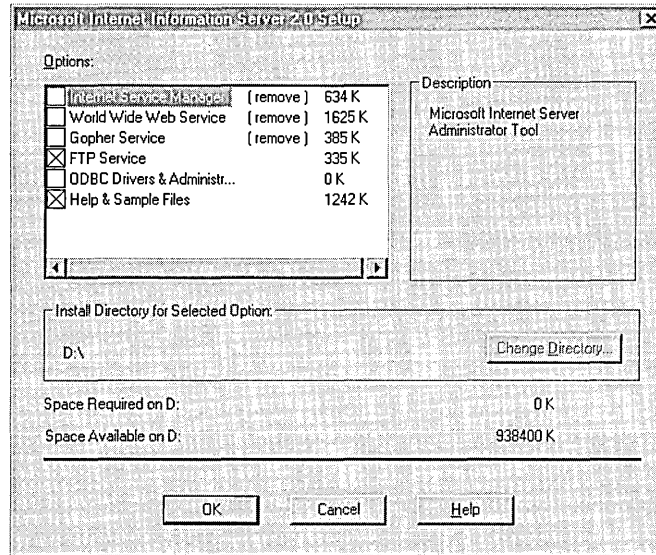 Microsoft Internet Information Server 2.0 Setup
Options:
Internet Service Manager (remove) 634 K
World Wide Web Service (remove) 1625 K
Gopher Service (remove) 385 K
FTP Service 335 K
ODBC Drivers & Administr... 0 K
Help & Sample Files 1242 K
Description
Microsoft Internet Server
Administrator Tool
Install Directory for Selected Option:
D:\
Change Directory...
Space Required on D: 0 K
Space Available on D: 938400 K
OK Cancel Help